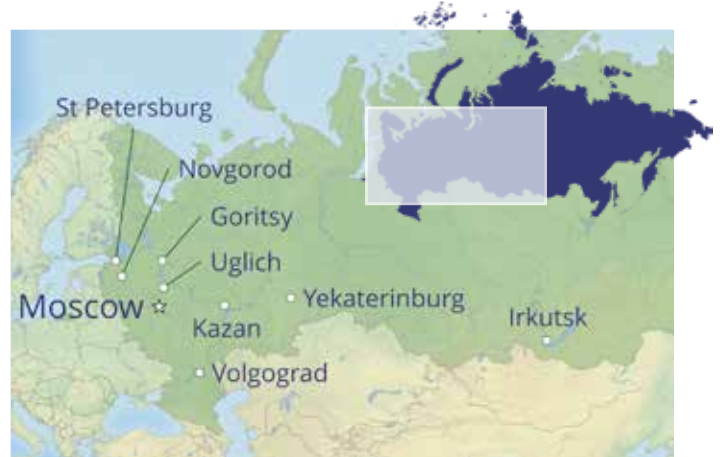 St Petersburg
Novgorod
Goritsy
Uglich
Moscow
Yekaterinburg
Kazan
Irkutsk
Volgograd